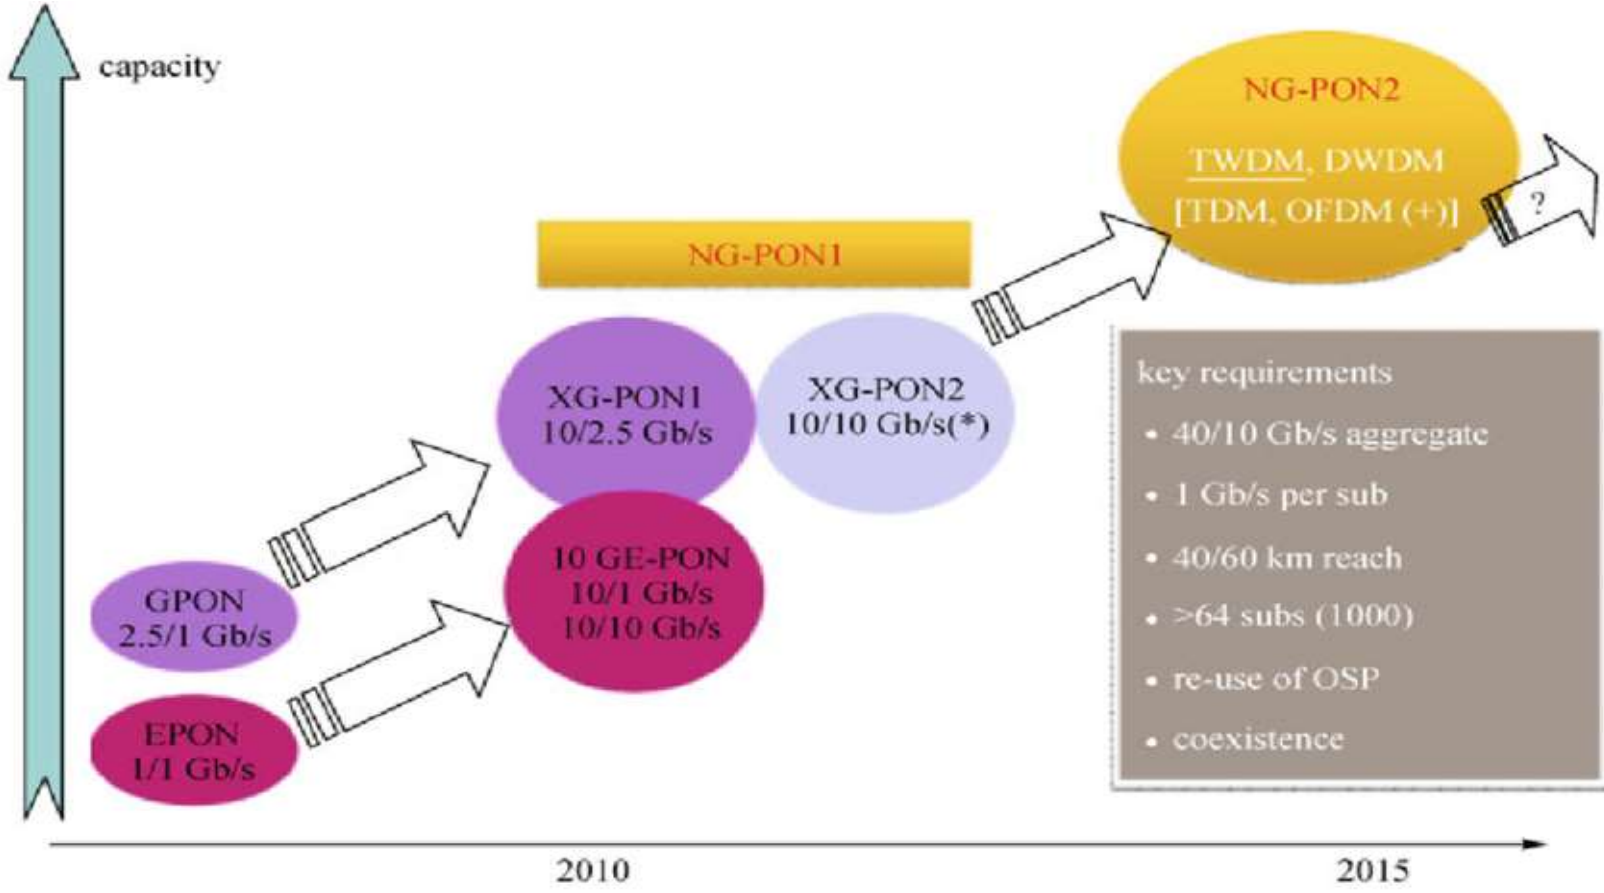 capacity
NG-PON2
TWDM, DWDM
[TDM, OFDM (+)]
?
NG-PON1
XG-PON1
10/2.5 Gb/s
XG-PON2
10/10 Gb/s(*)
10 GE-PON
10/1 Gb/s
10/10 Gb/s
GPON
2.5/1 Gb/s
EPON
1/1 Gb/s
key requirements
• 40/10 Gb/s aggregate
• 1 Gb/s per sub
• 40/60 km reach
• >64 subs (1000)
• re-use of OSP
• coexistence
2010
2015